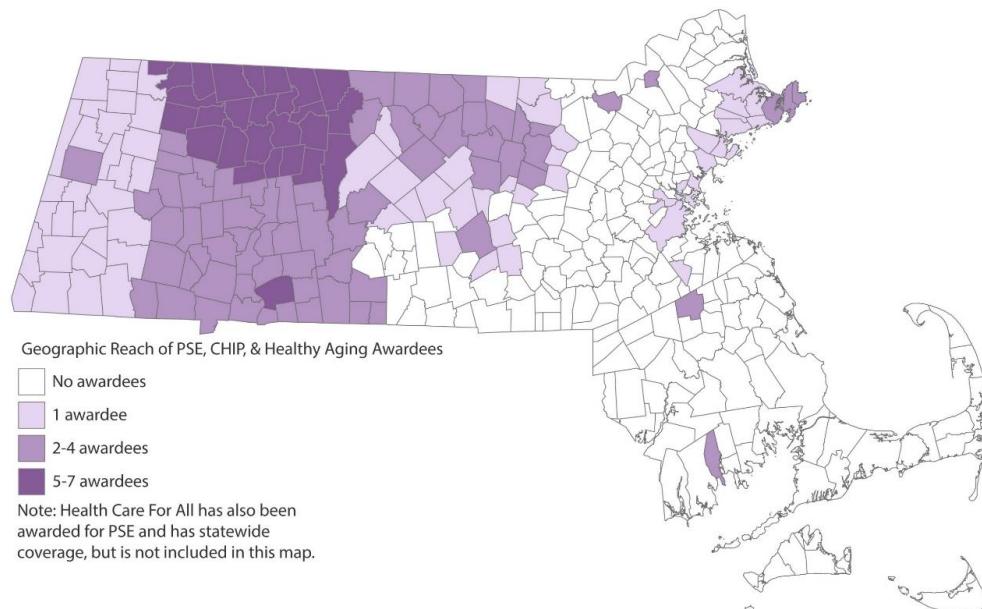 Geographic Reach of PSE, CHIP, & Healthy Aging Awardees
No awardees
1 awardee
2-4 awardees
5-7 awardees
Note: Health Care For All has also been
awarded for PSE and has statewide
coverage, but is not included in this map.